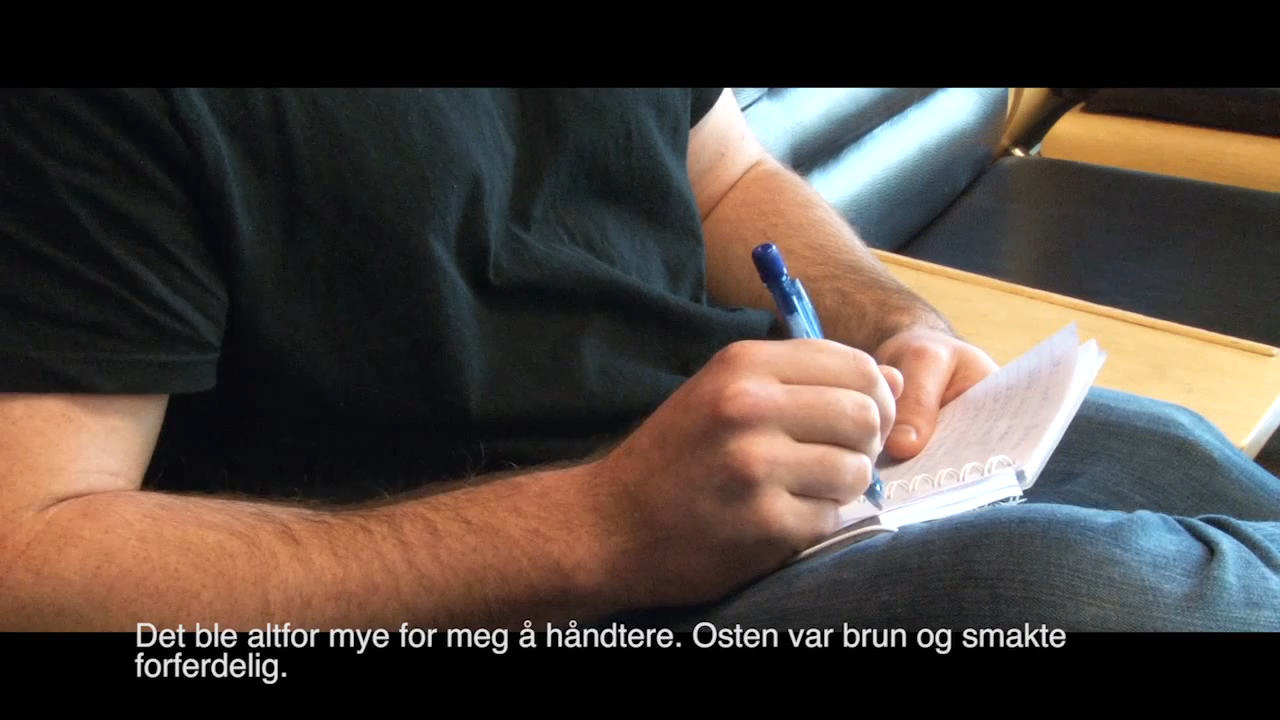 Det ble altfor mye for meg å håndtere. Osten var brun og smakte
forferdelig.